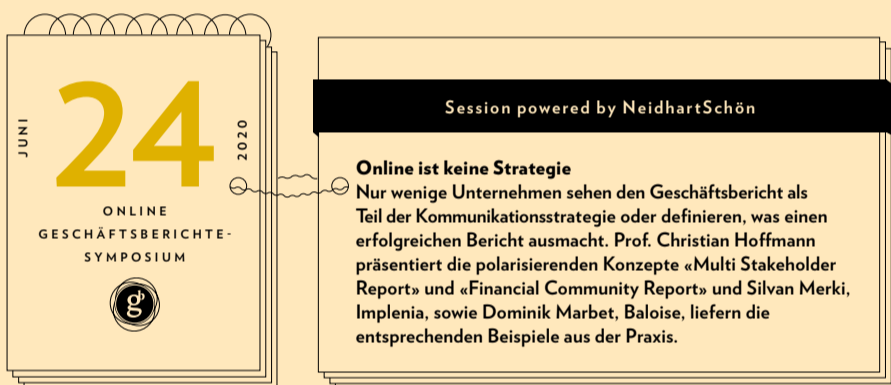 JUNI
24
2020
ONLINE
GESCHÄFTSBERICHTE-
SYMPOSIUM
g
Session powered by NeidhartSchön
Online ist keine Strategie
Nur wenige Unternehmen sehen den Geschäftsbericht als
Teil der Kommunikationsstrategie oder definieren, was einen
erfolgreichen Bericht ausmacht. Prof. Christian Hoffmann
präsentiert die polarisierenden Konzepte «Multi Stakeholder
Report» und «Financial Community Report» und Silvan Merki,
Implenia, sowie Dominik Marbet, Baloise, liefern die
entsprechenden Beispiele aus der Praxis.